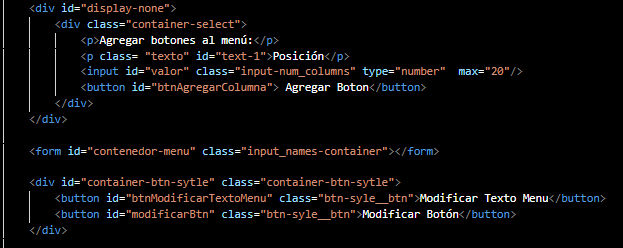 <div id="display-none">
<div class="container-select">
<p>Agregar botones al menú:</p>
<p class= "texto" id="text-1">Posición</p>
<input id="valor" class="input-num_columns" type="number"  max="20"/>
<button id="btnAgregarColumna"> Agregar Boton</button>
</div>
</div>
<form id="contenedor-menu" class="input_names-container"></form>
<div id="container-btn-sytle" class="container-btn-sytle">
<button id="btnModificarTextoMenu" class="btn-syle__btn">Modificar Texto Menu</button>
<button id="modificarBtn" class="btn-syle__btn">Modificar Botón</button>
</div>